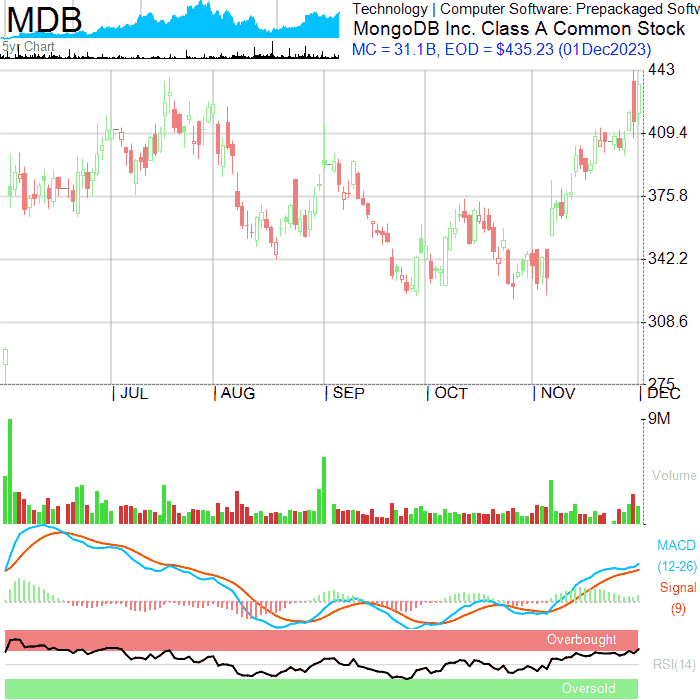 MDB
5yr Chart
Technology | Computer Software: Prepackaged Softw
MongoDB Inc. Class A Common Stock
MC = 31.1B, EOD = $435.23 (01Dec2023)
443
409.4
375.8
342.2
308.6
275
JUL
AUG
SEP
OCT
NOV
DEC
9M
Volume
MACD
(12-26)
Signal
(9)
Overbought
RSI(14)
Oversold